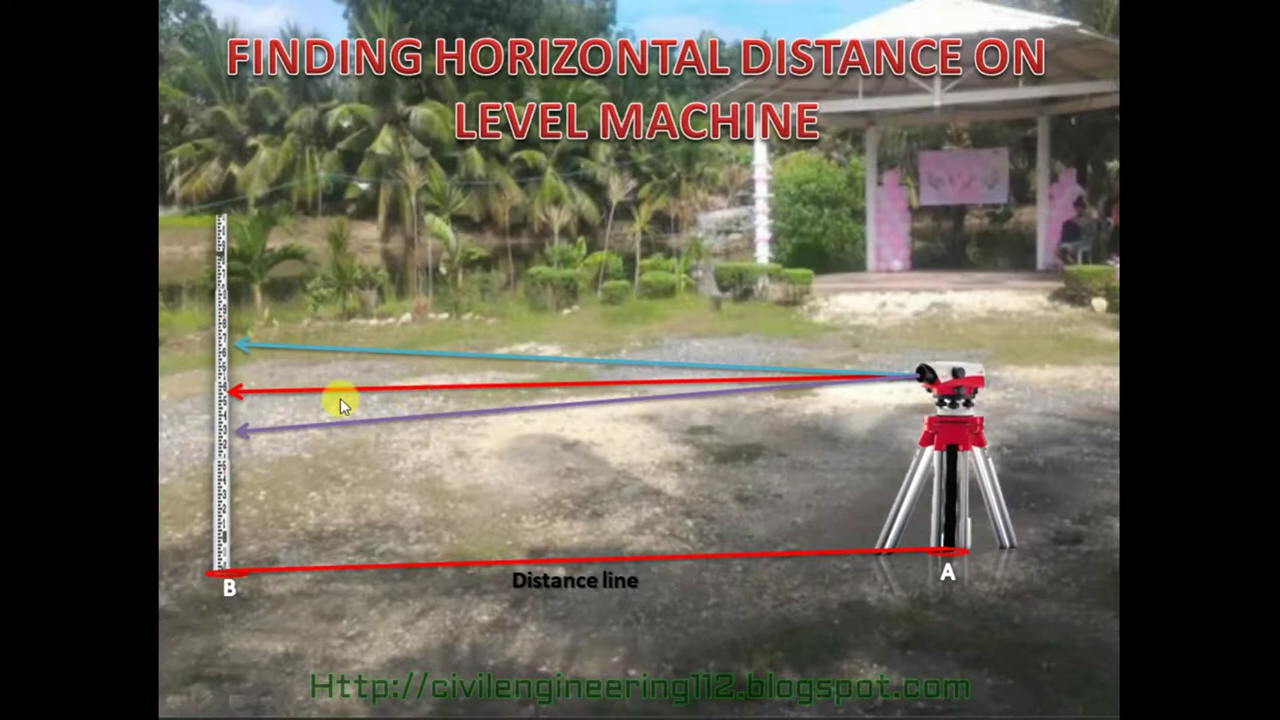 FINDING HORIZONTAL DISTANCE ON
LEVEL MACHINE
B
Distance line
A
Http://civilengineering112.blogspot.com